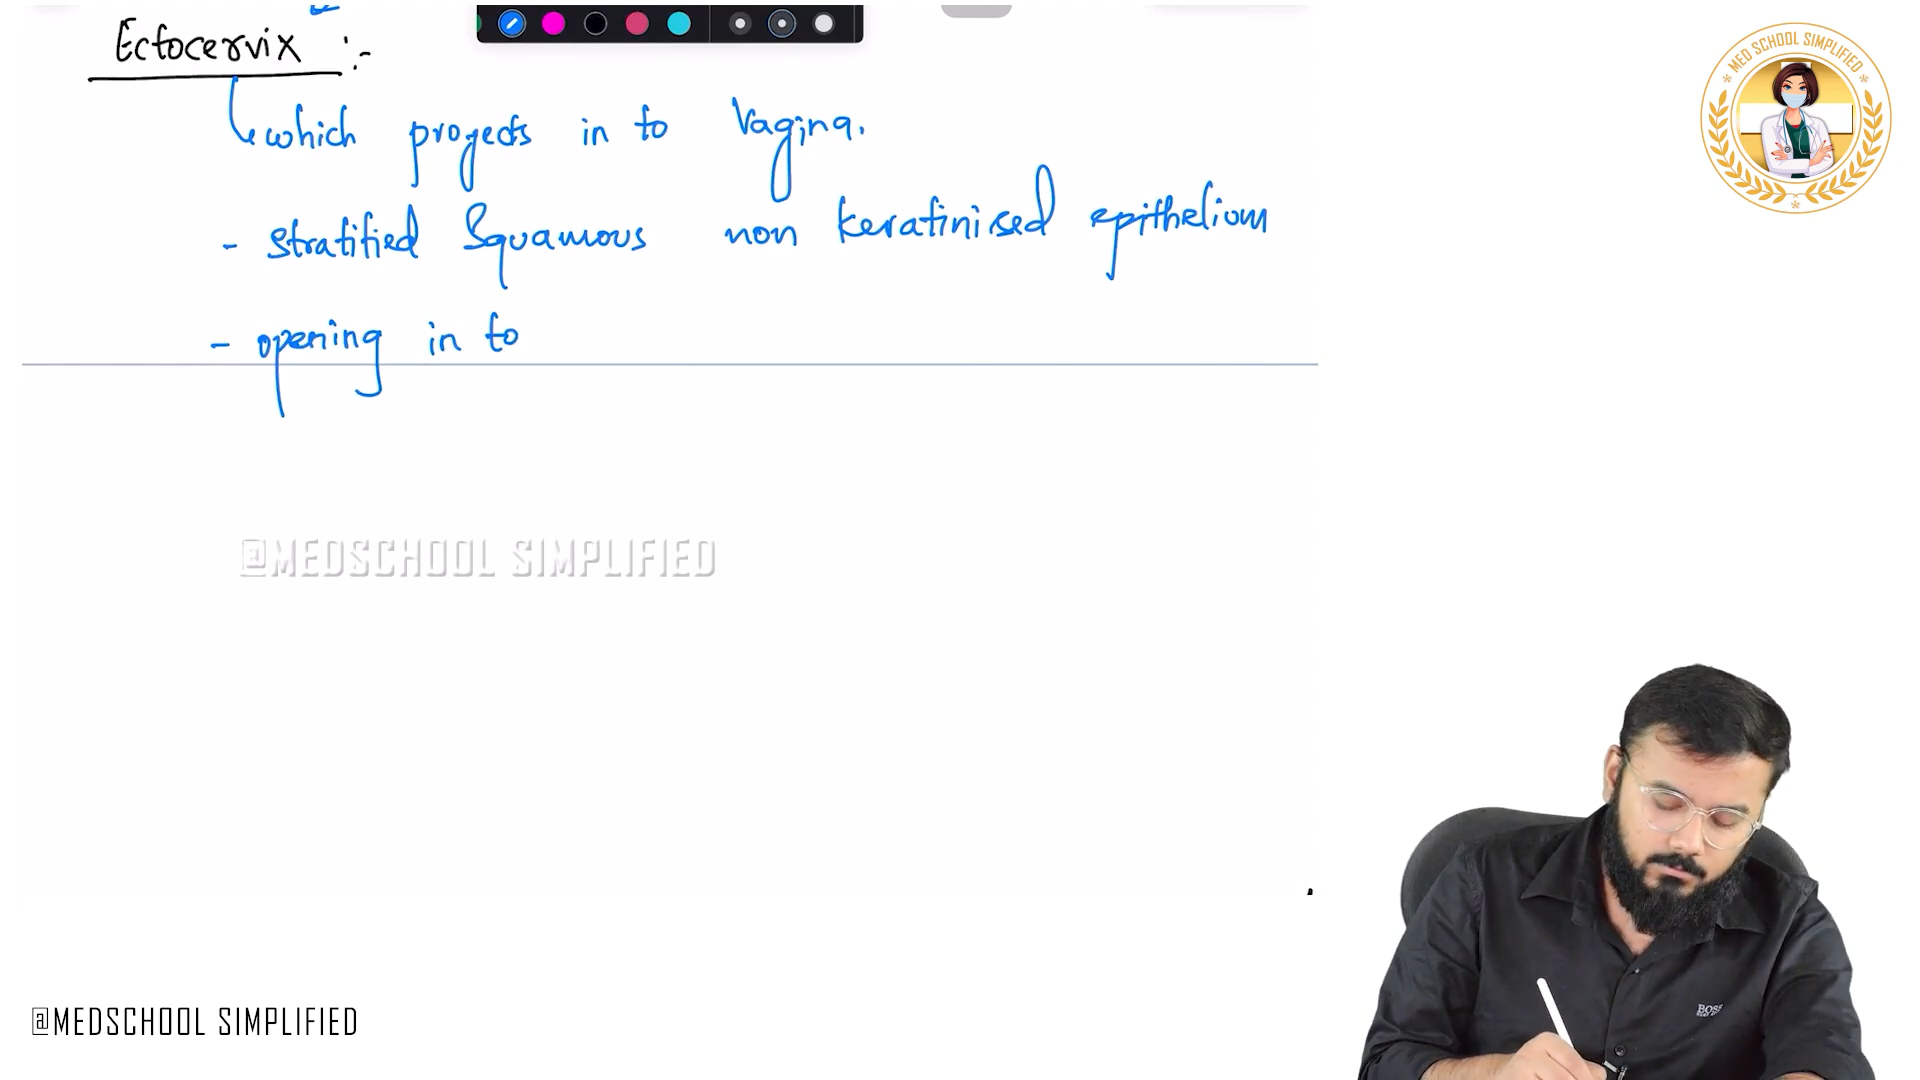 Ectocervix :-
which projects in to Vagina.
- stratified Squamous non keratinised epithelium
- opening in to
MED SCHOOL SIMPLIFIED
@MEDSCHOOL SIMPLIFIED
BOSS
@MEDSCHOOL SIMPLIFIED